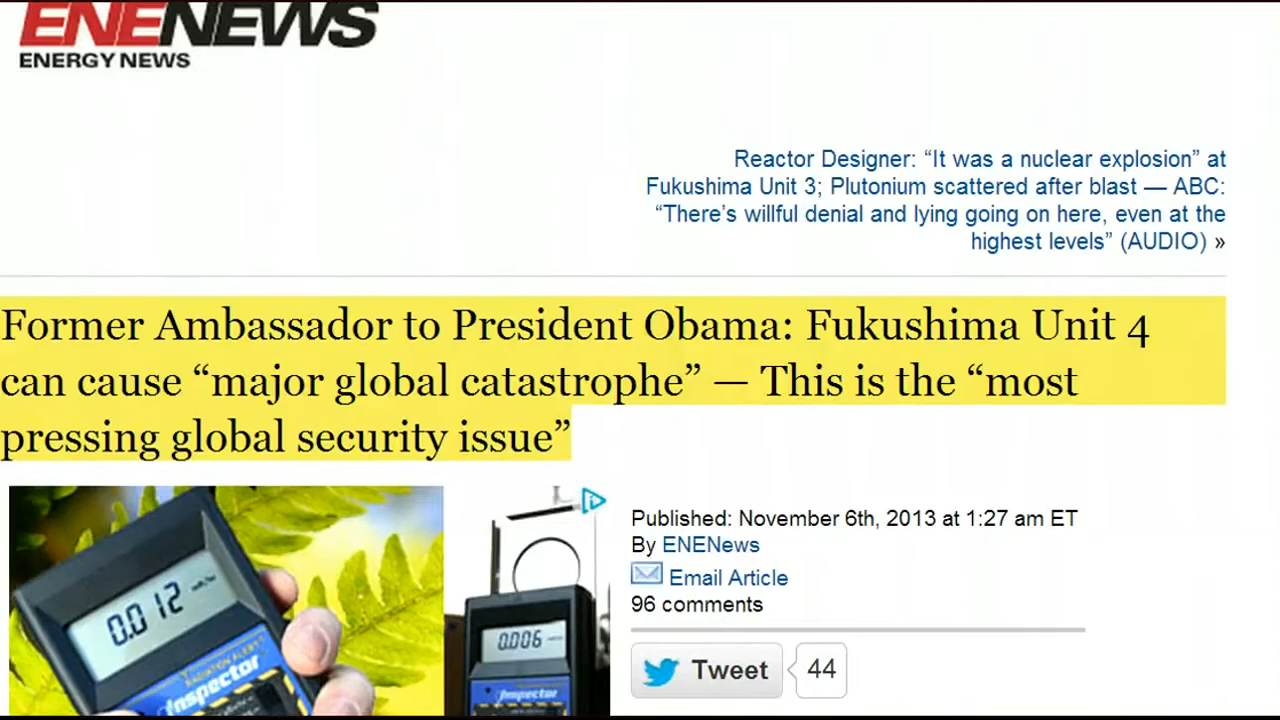 ENENEWS
ENERGY NEWS
Reactor Designer: “It was a nuclear explosion” at
Fukushima Unit 3; Plutonium scattered after blast — ABC:
“There’s willful denial and lying going on here, even at the
highest levels” (AUDIO) »
Former Ambassador to President Obama: Fukushima Unit 4
can cause “major global catastrophe” — This is the “most
pressing global security issue”
Published: November 6th, 2013 at 1:27 am ET
By ENENews
Email Article
96 comments
Tweet
44
0.012
RADIATION ALERT
Inspector
0.006
Inspector